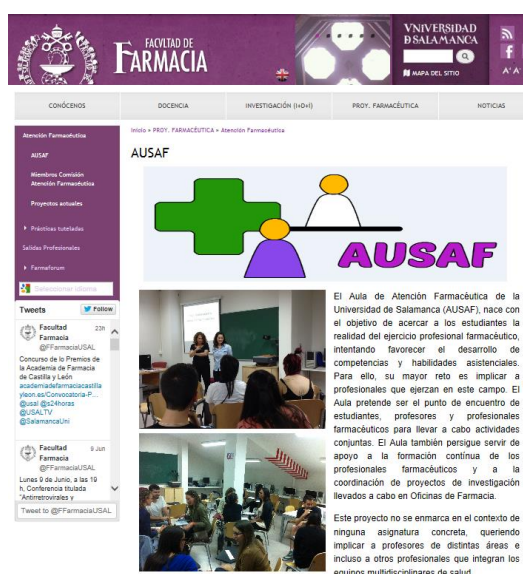 FACVLTAD DE
FARMACIA
VNIVERSIDAD
D SALAMANCA
MAPA DEL SITIO
A+ A-
CONÓCENOS
DOCENCIA
INVESTIGACIÓN (I+D+I)
PROY. FARMACÉUTICA
NOTICIAS
Atención Farmacéutica
AUSAF
Miembros Comisión
Atención Farmacéutica
Proyectos actuales
Prácticas tuteladas
Salidas Profesionales
Farmaforum
Seleccionar idioma
Tweets
Follow
Facultad
23h
Farmacia
@FFarmaciaUSAL
Concurso de lo Premios de
la Academia de Farmacia
de Castilla y León
academiadefarmaciacastilla
yleon.es/Convocatoria-P…
@usal @s24horas
@USALTV
@SalamancaUni
Facultad
9 Jun
Farmacia
@FFarmaciaUSAL
Lunes 9 de Junio, a las 19
h, Conferencia titulada
"Antirretrovirales y
Tweet to @FFarmaciaUSAL
Inicio » PROY. FARMACÉUTICA » Atención Farmacéutica
AUSAF
AUSAF
El Aula de Atención Farmacéutica de la
Universidad de Salamanca (AUSAF), nace con
el objetivo de acercar a los estudiantes la
realidad del ejercicio profesional farmacéutico,
intentando favorecer el desarrollo de
competencias y habilidades asistenciales.
Para ello, su mayor reto es implicar a
profesionales que ejerzan en este campo. El
Aula pretende ser el punto de encuentro de
estudiantes, profesores y profesionales
farmacéuticos para llevar a cabo actividades
conjuntas. El Aula también persigue servir de
apoyo a la formación contínua de los
profesionales farmacéuticos y a la
coordinación de proyectos de investigación
llevados a cabo en Oficinas de Farmacia.
Este proyecto no se enmarca en el contexto de
ninguna asignatura concreta, queriendo
implicar a profesores de distintas áreas e
incluso a otros profesionales que integran los
equipos multidisciplinares de salud